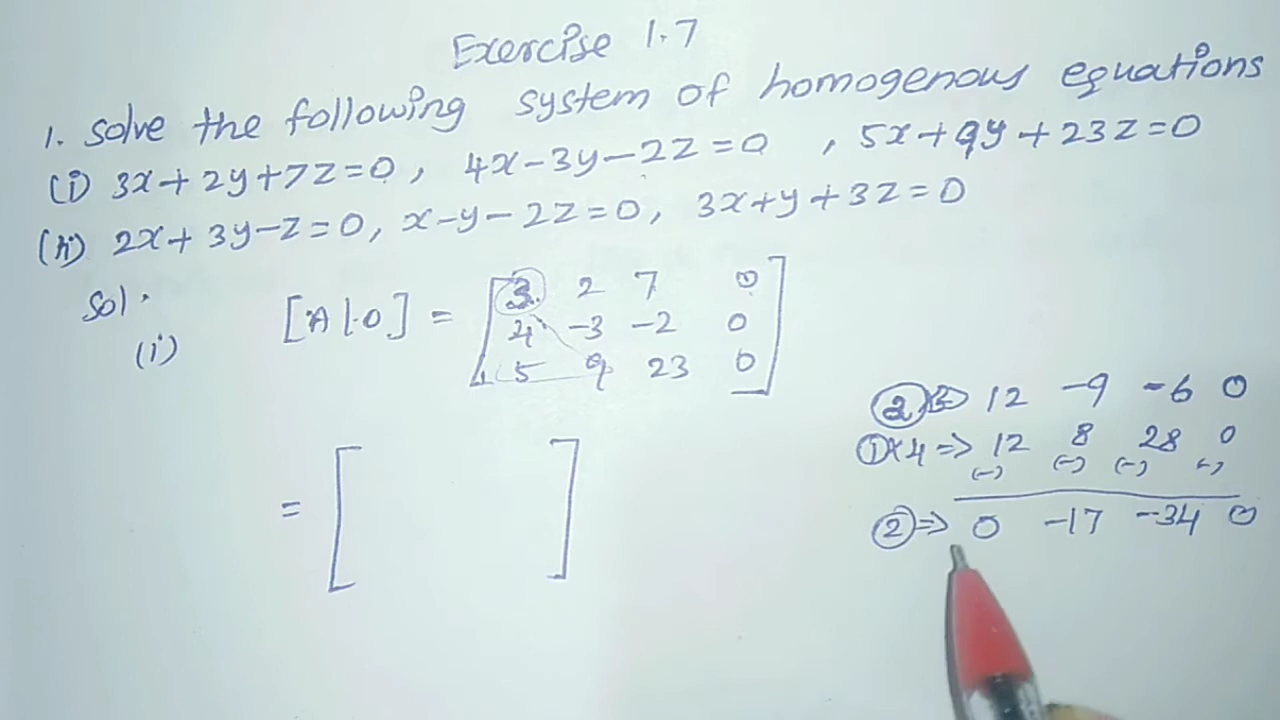 Exercise 1.7
1. Solve the following system of homogenous equations
(i) 3x+2y+7z=0, 4x-3y-2z=0, 5x+9y+23z=0
(ii) 2x+3y-z=0, x-y-2z=0, 3x+y+3z=0
Sol.
(i) [A|0] = [3 2 7 0
4 -3 -2 0
5 9 23 0]
= [ ]
②×3=> 12 -9 -6 0
①×4=> 12 8 28 0
(-) (-) (-) (-)
②=> 0 -17 -34 0